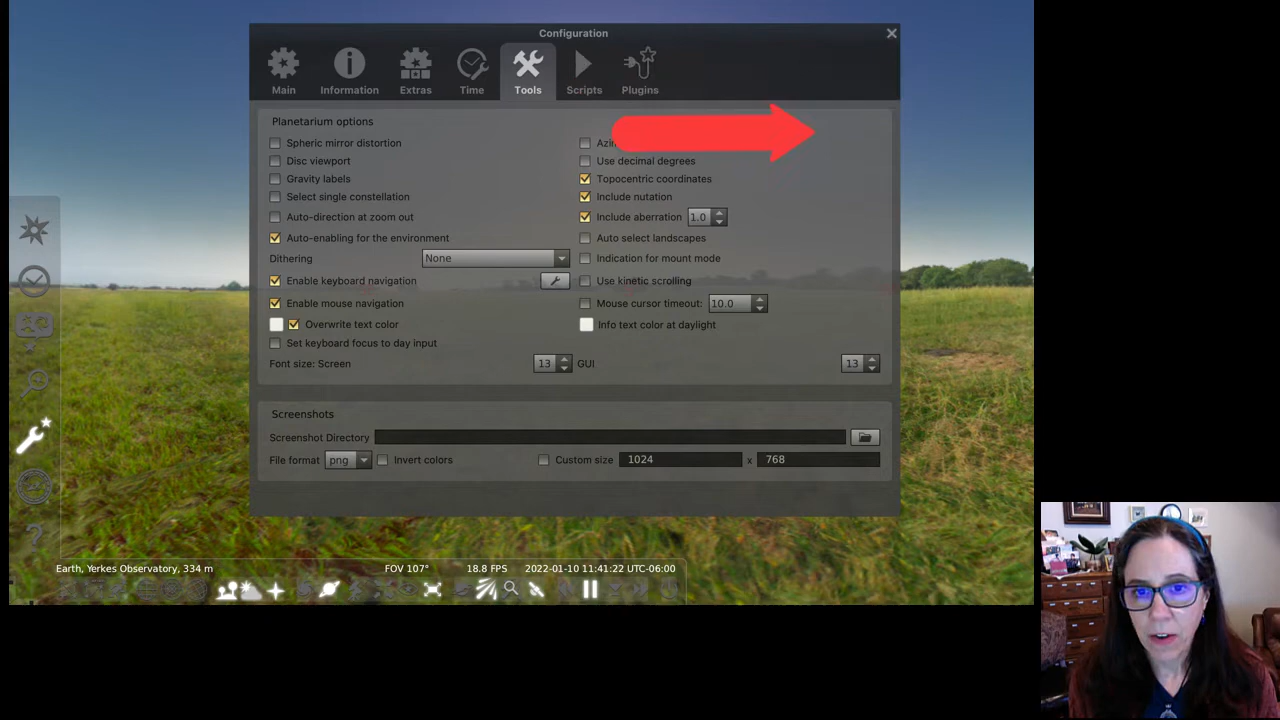 Configuration
Main Information Extras Time Tools Scripts Plugins
Planetarium options
Spheric mirror distortion
Disc viewport Use decimal degrees
Gravity labels Topocentric coordinates
Select single constellation Include nutation
Auto-direction at zoom out Include aberration 1.0
Auto-enabling for the environment Auto select landscapes
Dithering None Indication for mount mode
Enable keyboard navigation Use kinetic scrolling
Enable mouse navigation Mouse cursor timeout: 10.0
Overwrite text color Info text color at daylight
Set keyboard focus to day input
Font size: Screen 13 GUI 13
Screenshots
Screenshot Directory
File format png Invert colors Custom size 1024 x 768
Earth, Yerkes Observatory, 334 m FOV 107° 18.8 FPS 2022-01-10 11:41:22 UTC-06:00